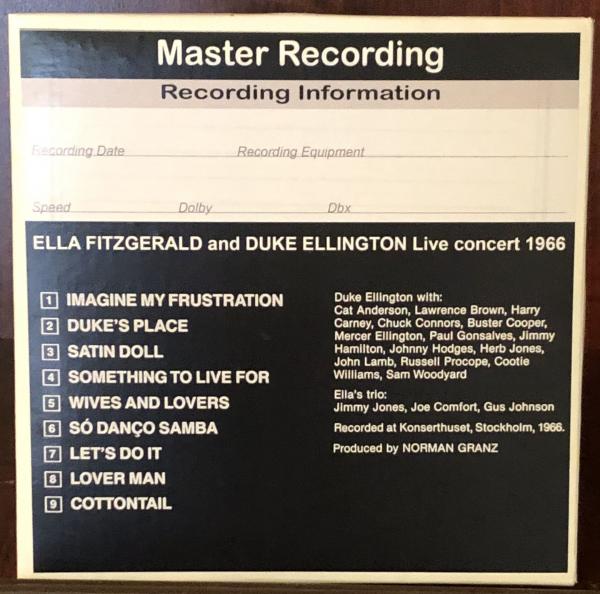 Master Recording
Recording Information
Recording Date Recording Equipment
Speed Dolby Dbx
ELLA FITZGERALD and DUKE ELLINGTON Live concert 1966
1 IMAGINE MY FRUSTRATION
2 DUKE'S PLACE
3 SATIN DOLL
4 SOMETHING TO LIVE FOR
5 WIVES AND LOVERS
6 SÓ DANÇO SAMBA
7 LET'S DO IT
8 LOVER MAN
9 COTTONTAIL
Duke Ellington with:
Cat Anderson, Lawrence Brown, Harry
Carney, Chuck Connors, Buster Cooper,
Mercer Ellington, Paul Gonsalves, Jimmy
Hamilton, Johnny Hodges, Herb Jones,
John Lamb, Russell Procope, Cootie
Williams, Sam Woodyard
Ella's trio:
Jimmy Jones, Joe Comfort, Gus Johnson
Recorded at Konserthuset, Stockholm, 1966.
Produced by NORMAN GRANZ